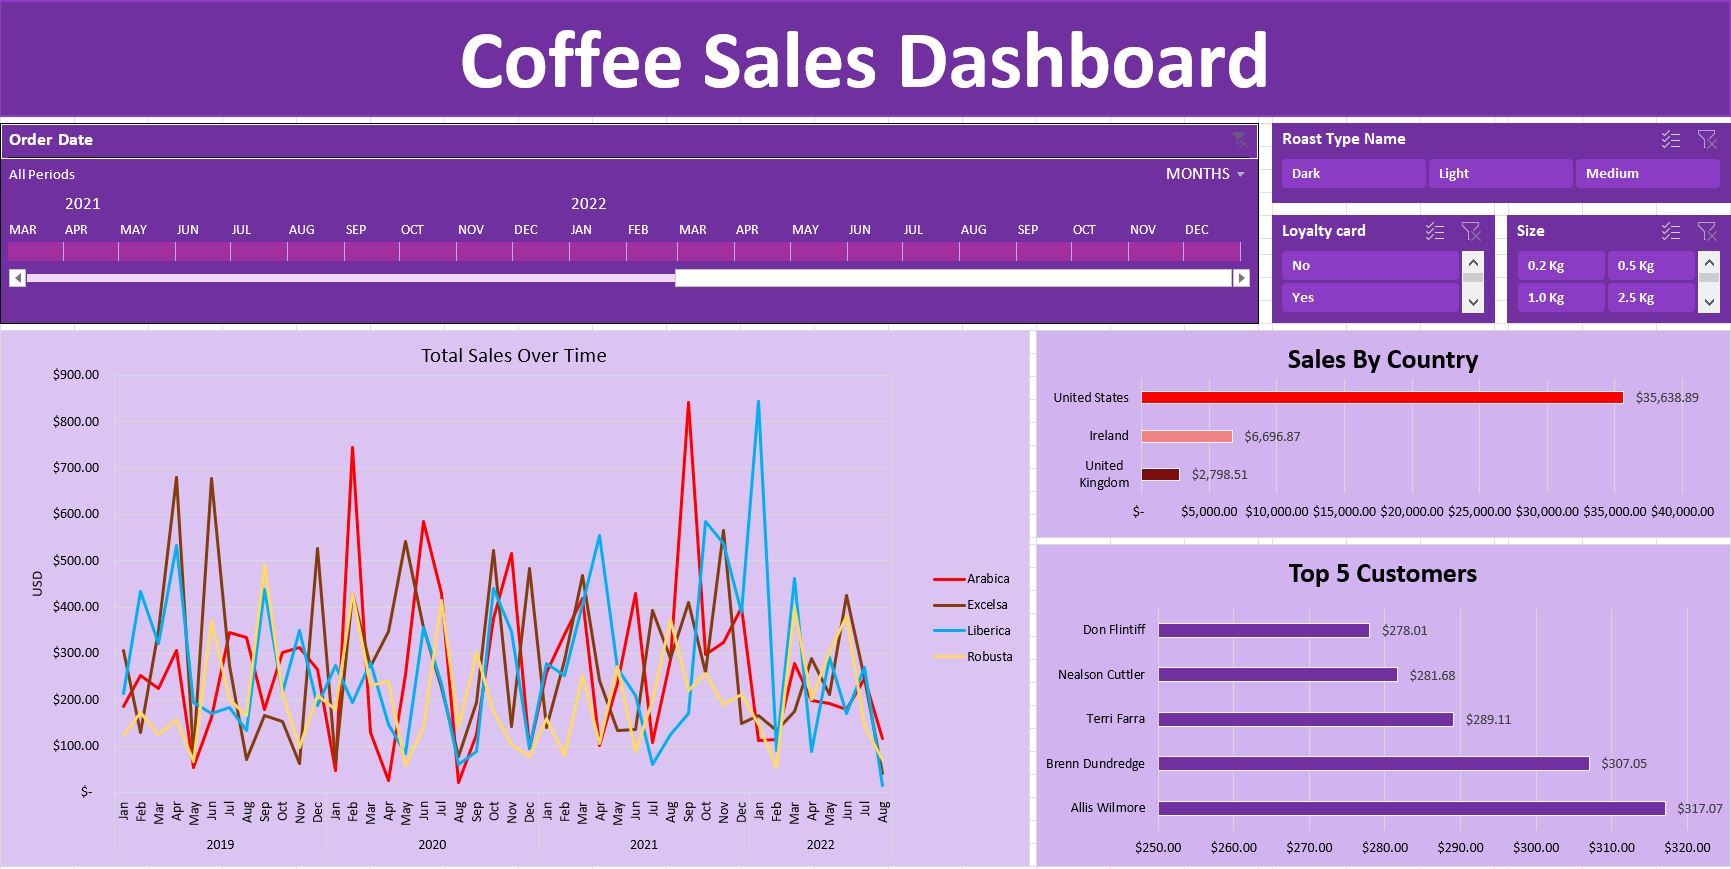 Coffee Sales Dashboard
Order Date
All Periods
MONTHS
2021 2022
MAR APR MAY JUN JUL AUG SEP OCT NOV DEC JAN FEB MAR APR MAY JUN JUL AUG SEP OCT NOV DEC
Roast Type Name
Dark Light Medium
Loyalty card
No
Yes
Size
0.2 Kg 0.5 Kg
1.0 Kg 2.5 Kg
Total Sales Over Time
$900.00
$800.00
$700.00
$600.00
$500.00
$400.00
$300.00
$200.00
$100.00
$-
USD
Jan Feb Mar Apr May Jun Jul Aug Sep Oct Nov Dec Jan Feb Mar Apr May Jun Jul Aug Sep Oct Nov Dec Jan Feb Mar Apr May Jun Jul Aug Sep Oct Nov Dec Jan Feb Mar Apr May Jun Jul Aug
2019 2020 2021 2022
Arabica
Excelsa
Liberica
Robusta
Sales By Country
United States $35,638.89
Ireland $6,696.87
United
Kingdom $2,798.51
$- $5,000.00 $10,000.00 $15,000.00 $20,000.00 $25,000.00 $30,000.00 $35,000.00 $40,000.00
Top 5 Customers
Don Flintiff $278.01
Nealson Cuttler $281.68
Terri Farra $289.11
Brenn Dundredge $307.05
Allis Wilmore $317.07
$250.00 $260.00 $270.00 $280.00 $290.00 $300.00 $310.00 $320.00